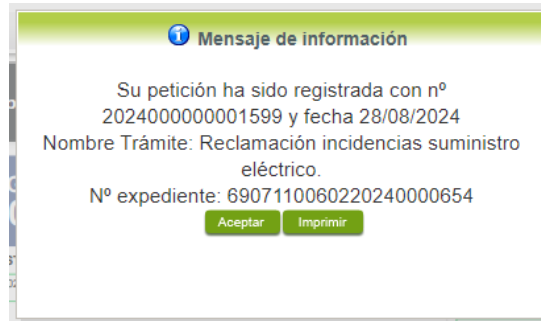 Mensaje de información
Su petición ha sido registrada con nº
2024000000001599 y fecha 28/08/2024
Nombre Trámite: Reclamación incidencias suministro
eléctrico.
Nº expediente: 6907110060220240000654
Aceptar Imprimir